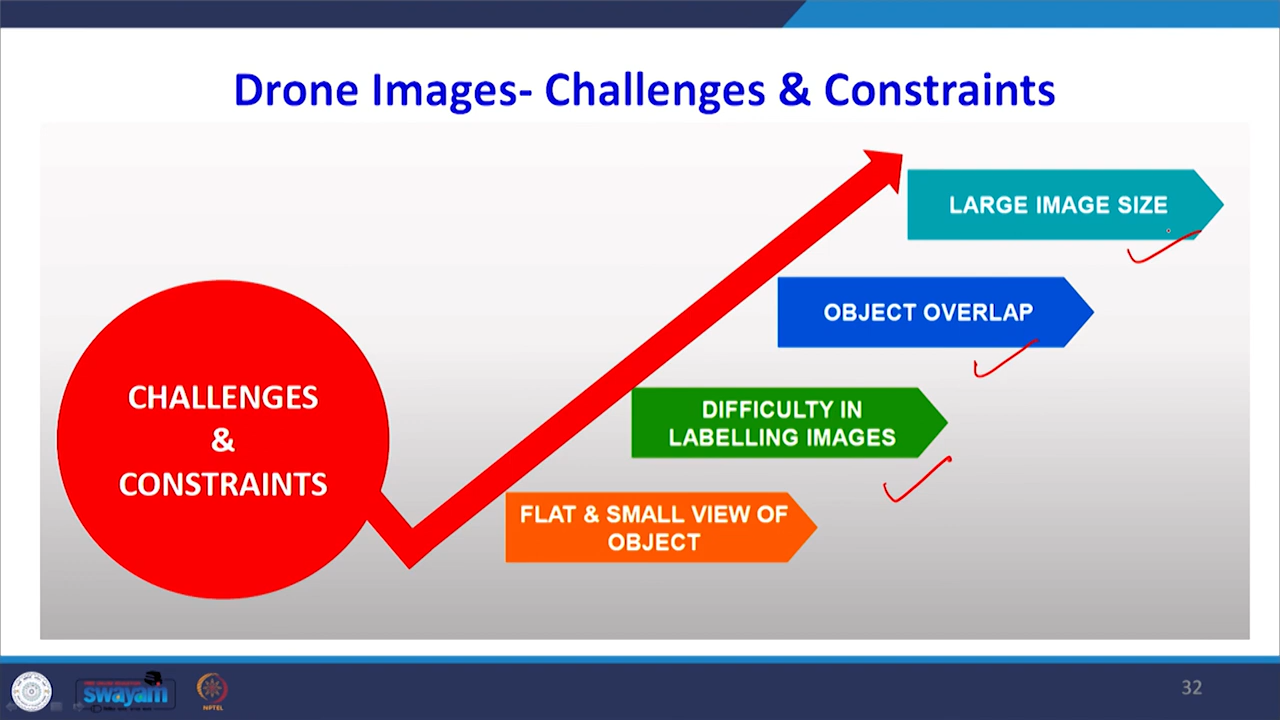 Drone Images- Challenges & Constraints
LARGE IMAGE SIZE
OBJECT OVERLAP
DIFFICULTY IN
LABELLING IMAGES
FLAT & SMALL VIEW OF
OBJECT
CHALLENGES
&
CONSTRAINTS
swayam
NPTEL
32